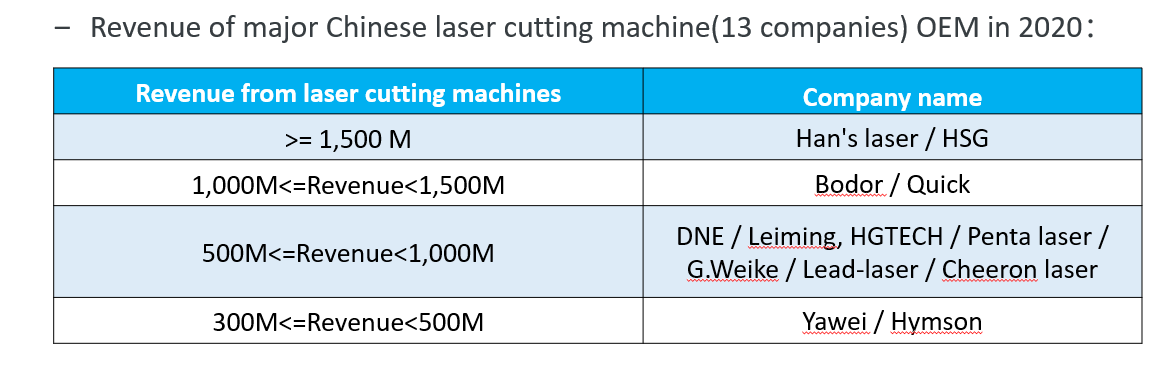 – Revenue of major Chinese laser cutting machine(13 companies) OEM in 2020：
Revenue from laser cutting machines
Company name
>= 1,500 M
Han's laser / HSG
1,000M<=Revenue<1,500M
Bodor / Quick
500M<=Revenue<1,000M
DNE / Leiming, HGTECH / Penta laser /
G.Weike / Lead-laser / Cheeron laser
300M<=Revenue<500M
Yawei / Hymson